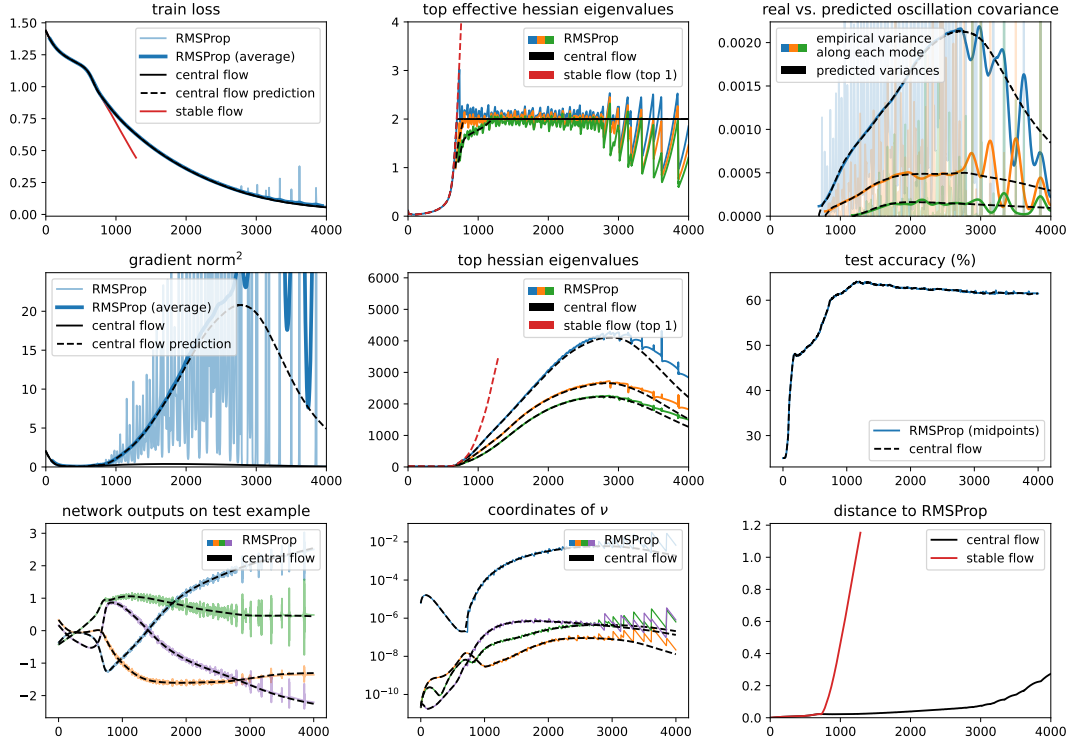 train loss
1.50
1.25
1.00
0.75
0.50
0.25
0.00
0 1000 2000 3000 4000
RMSProp
RMSProp (average)
central flow
central flow prediction
stable flow
top effective hessian eigenvalues
4
3
2
1
0
0 1000 2000 3000 4000
RMSProp
central flow
stable flow (top 1)
real vs. predicted oscillation covariance
0.0020
0.0015
0.0010
0.0005
0.0000
0 1000 2000 3000 4000
empirical variance
along each mode
predicted variances
gradient norm²
20
15
10
5
0
0 1000 2000 3000 4000
RMSProp
RMSProp (average)
central flow
central flow prediction
top hessian eigenvalues
6000
5000
4000
3000
2000
1000
0
0 1000 2000 3000 4000
RMSProp
central flow
stable flow (top 1)
test accuracy (%)
60
50
40
30
0 1000 2000 3000 4000
RMSProp (midpoints)
central flow
network outputs on test example
3
2
1
0
−1
−2
0 1000 2000 3000 4000
RMSProp
central flow
coordinates of ν
10⁻²
10⁻⁴
10⁻⁶
10⁻⁸
10⁻¹⁰
0 1000 2000 3000 4000
RMSProp
central flow
distance to RMSProp
1.2
1.0
0.8
0.6
0.4
0.2
0.0
0 1000 2000 3000 4000
central flow
stable flow